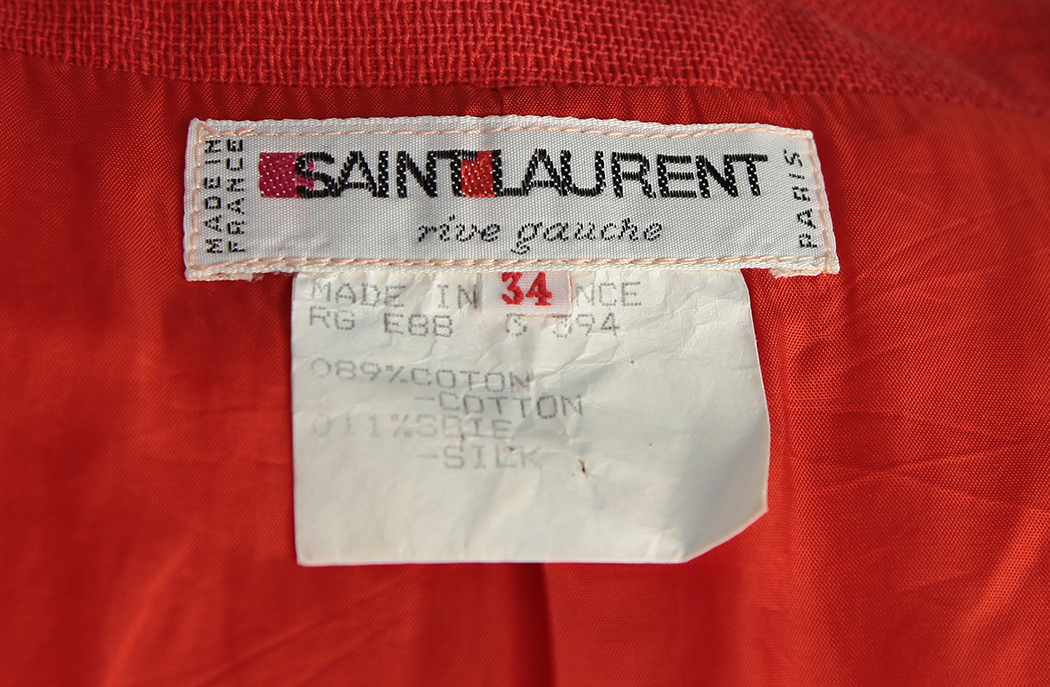 MADE IN
FRANCE
SAINT LAURENT
rive gauche
PARIS
34
MADE IN NCE
RG E88 G 394
089%COTON
-COTTON
011%SOIE
-SILK